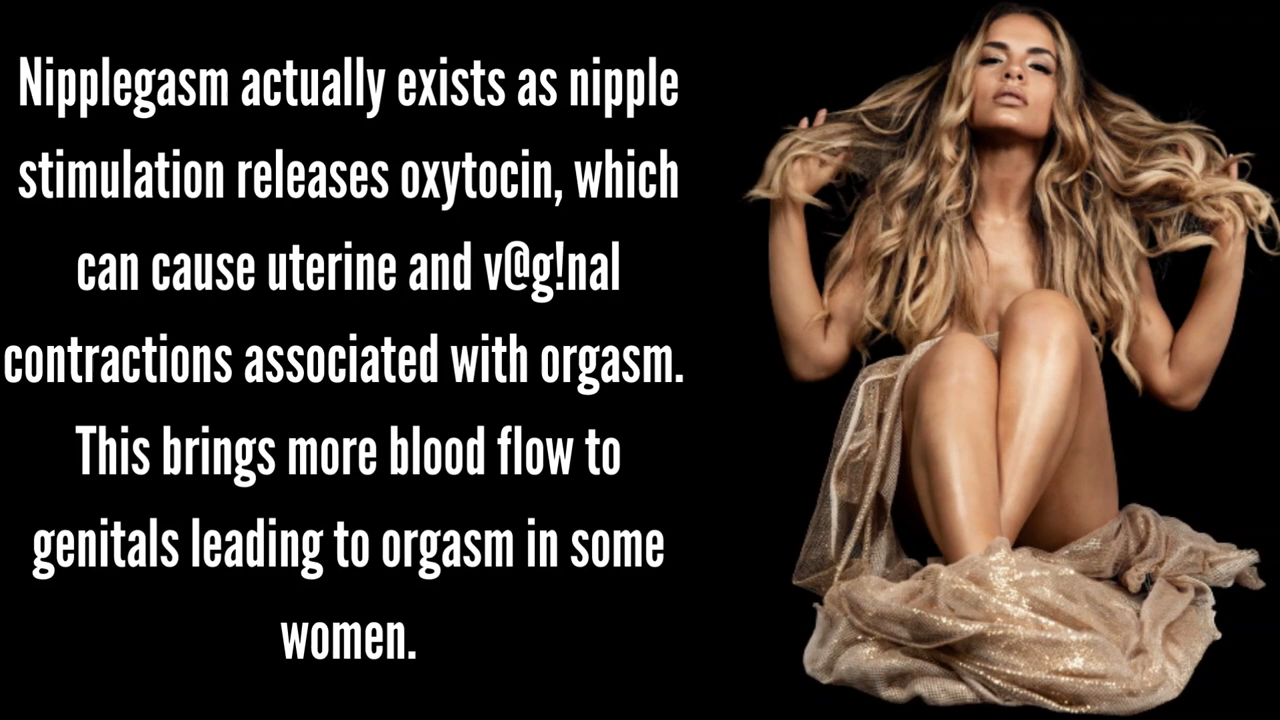 Nipplegasm actually exists as nipple
stimulation releases oxytocin, which
can cause uterine and v@g!nal
contractions associated with orgasm.
This brings more blood flow to
genitals leading to orgasm in some
women.